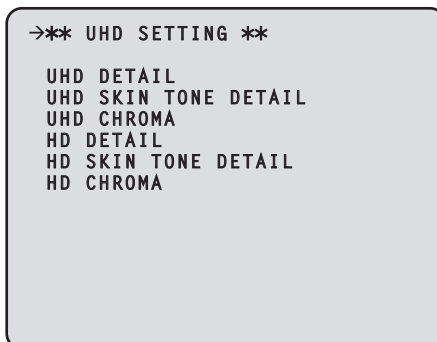 →** UHD SETTING **
UHD DETAIL
UHD SKIN TONE DETAIL
UHD CHROMA
HD DETAIL
HD SKIN TONE DETAIL
HD CHROMA